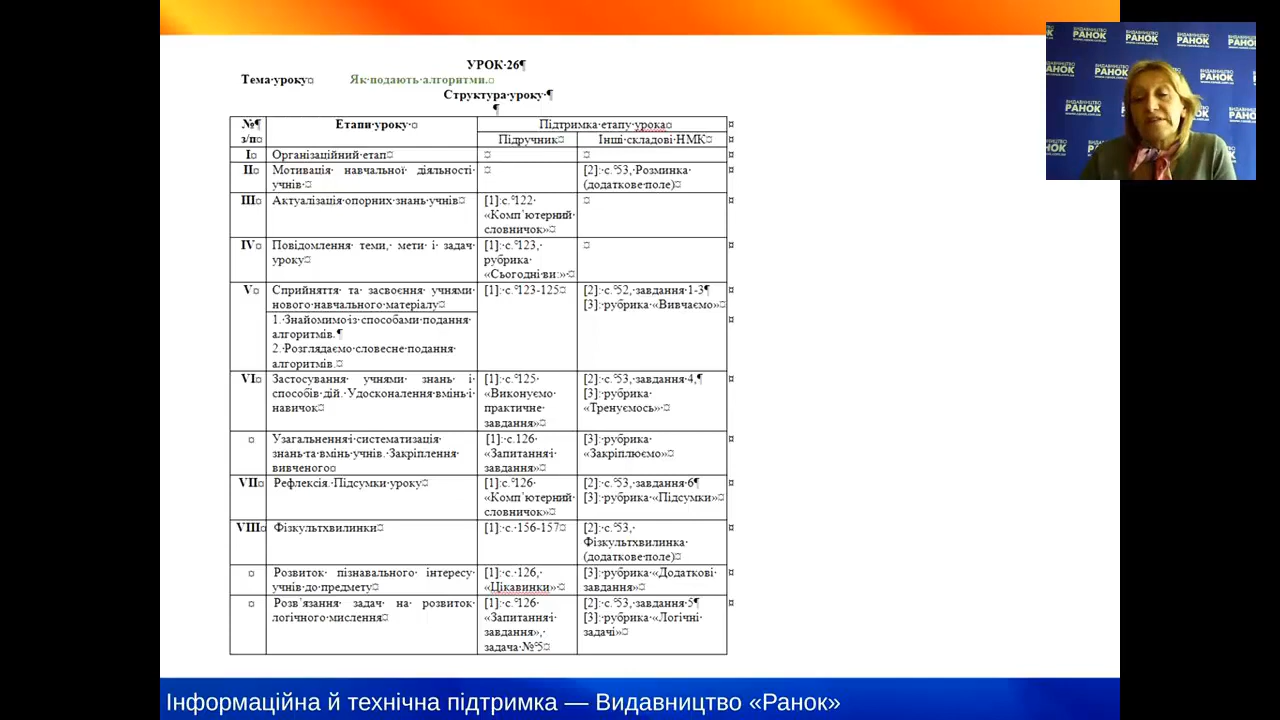 УРОК 26¶
Тема уроку¤ Як подають алгоритми.¤
Структура уроку ¶
¶
№¶ з/п¤ Етапи уроку ¤ Підтримка етапу урока¤ ¤
Підручник¤ Інші складові НМК¤ ¤
I¤ Організаційний етап¤ ¤ ¤ ¤
II¤ Мотивація навчальної діяльності учнів ¤ ¤ [2]: с. 53, Розминка (додаткове поле)¤ ¤
III¤ Актуалізація опорних знань учнів¤ [1]:с. 122 «Комп’ютерний словничок»¤ ¤ ¤
IV¤ Повідомлення теми, мети і задач уроку¤ [1]: с. 123, рубрика «Сьогодні ви:»¤ ¤ ¤
V¤ Сприйняття та засвоєння учнями нового навчального матеріалу¤ [1]: с. 123-125¤ [2]: с. 52, завдання 1-3¶ ¤
[3]: рубрика «Вивчаємо»¤
1. Знайомимо із способами подання алгоритмів.¶ ¤
2. Розглядаємо словесне подання алгоритмів.¤
VI¤ Застосування учнями знань і способів дій. Удосконалення вмінь і навичок¤ [1]: с. 125 «Виконуємо практичне завдання»¤ [2]: с. 53, завдання 4,¶ ¤
[3]: рубрика «Тренуємось»¤
¤ Узагальнення і систематизація знань та вмінь учнів. Закріплення вивченого¤ [1]: с.126 «Запитання і завдання»¤ [3]: рубрика «Закріплюємо»¤ ¤
VII¤ Рефлексія. Підсумки уроку¤ [1]:с. 126 «Комп’ютерний словничок»¤ [2]: с. 53, завдання 6¶ ¤
[3]: рубрика «Підсумки»¤
VIII¤ Фізкультхвилинки¤ [1]: с. 156-157¤ [2]: с. 53, Фізкультхвилинка (додаткове поле)¤ ¤
¤ Розвиток пізнавального інтересу учнів до предмету¤ [1]: с. 126, «Цікавинки»¤ [3]: рубрика «Додаткові завдання»¤ ¤
¤ Розв’язання задач на розвиток логічного мислення¤ [1]: с. 126 «Запитання і завдання», задача № 5¤ [2]: с. 53, завдання 5¶ ¤
[3]: рубрика «Логічні задачі»¤
Інформаційна й технічна підтримка — Видавництво «Ранок»
ВИДАВНИЦТВО
РАНОК